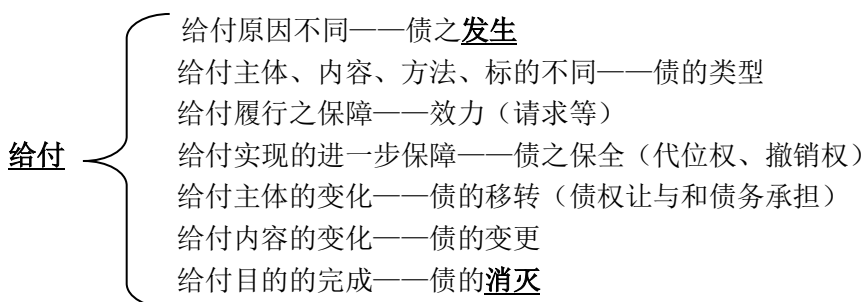 给付原因不同——债之发生
给付主体、内容、方法、标的不同——债的类型
给付履行之保障——效力（请求等）
给付
给付实现的进一步保障——债之保全（代位权、撤销权）
给付主体的变化——债的移转（债权让与和债务承担）
给付内容的变化——债的变更
给付目的的完成——债的消灭